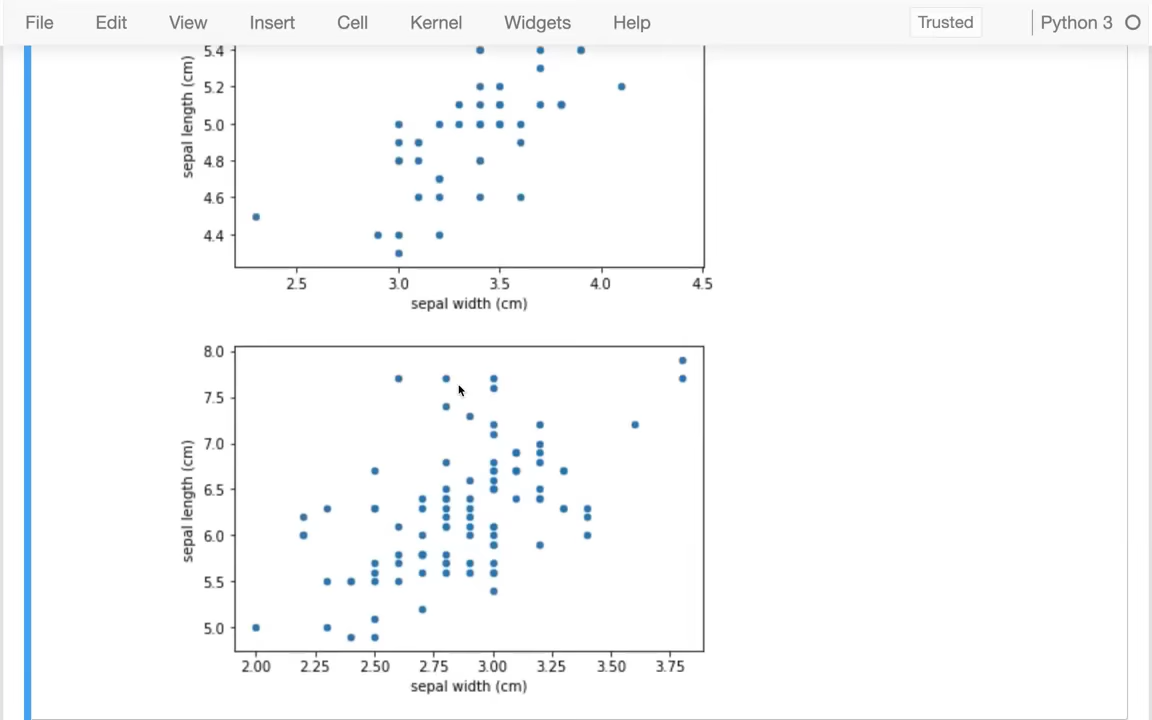 File Edit View Insert Cell Kernel Widgets Help Trusted Python 3
5.4
5.2
5.0
4.8
4.6
4.4
sepal length (cm)
2.5 3.0 3.5 4.0 4.5
sepal width (cm)
8.0
7.5
7.0
6.5
6.0
5.5
5.0
sepal length (cm)
2.00 2.25 2.50 2.75 3.00 3.25 3.50 3.75
sepal width (cm)